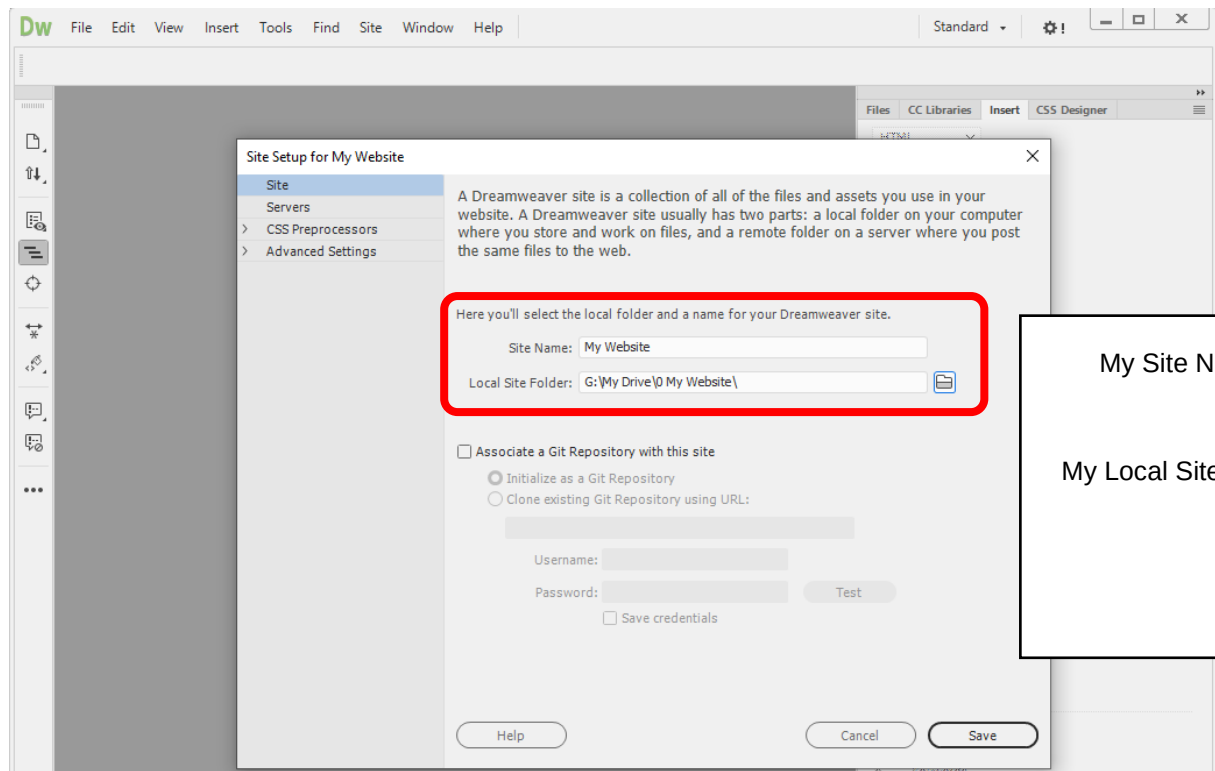 Dw File Edit View Insert Tools Find Site Window Help Standard
Files CC Libraries Insert CSS Designer
HTML
Site Setup for My Website
Site
Servers
CSS Preprocessors
Advanced Settings
A Dreamweaver site is a collection of all of the files and assets you use in your
website. A Dreamweaver site usually has two parts: a local folder on your computer
where you store and work on files, and a remote folder on a server where you post
the same files to the web.
Here you'll select the local folder and a name for your Dreamweaver site.
Site Name: My Website
Local Site Folder: G:\My Drive\0 My Website\
Associate a Git Repository with this site
Initialize as a Git Repository
Clone existing Git Repository using URL:
Username:
Password: Test
Save credentials
Help Cancel Save
My Site N
My Local Site